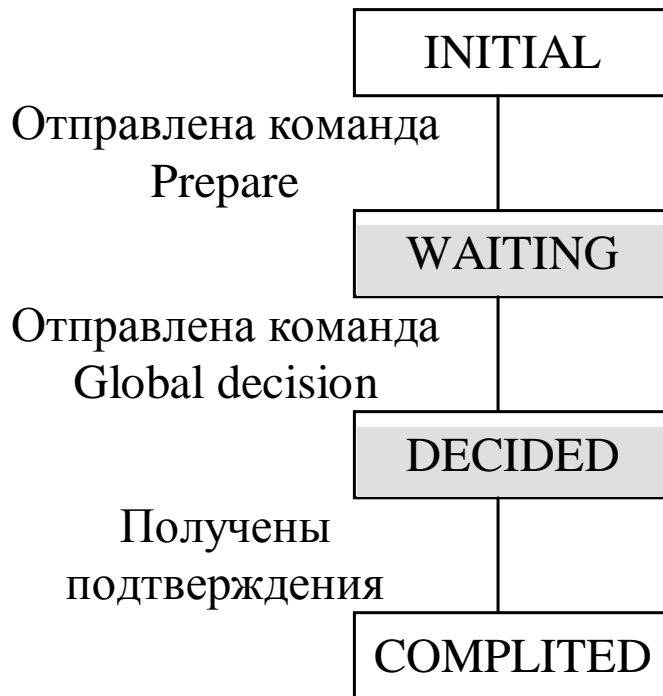 INITIAL
Отправлена команда
Prepare
WAITING
Отправлена команда
Global decision
DECIDED
Получены
подтверждения
COMPLITED